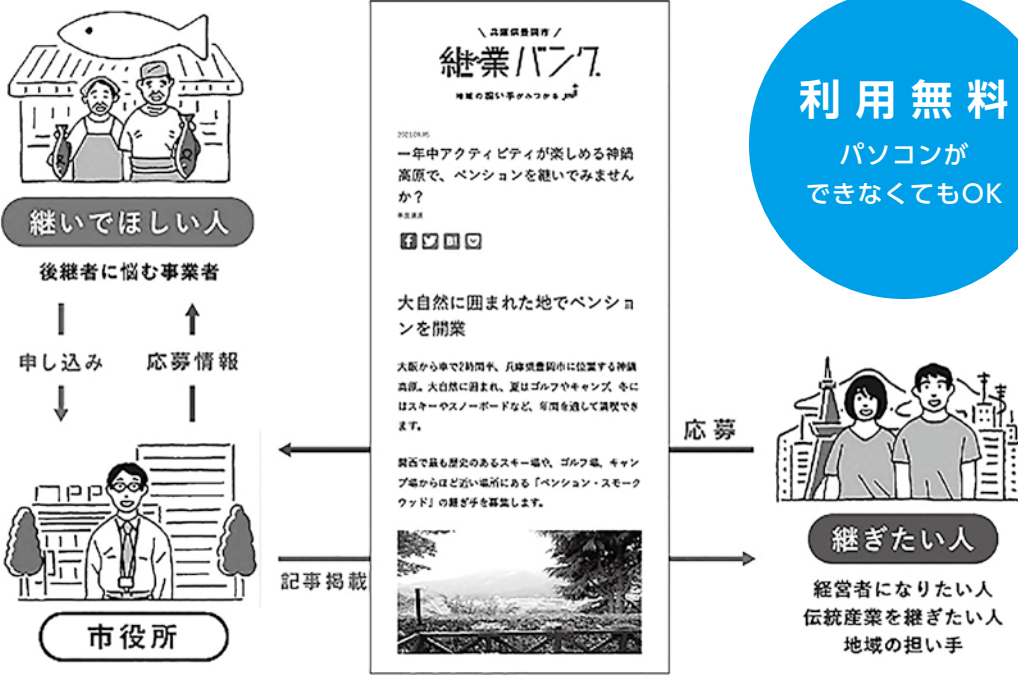 継いでほしい人
後継者に悩む事業者
申し込み
応募情報
市役所
\ 兵庫県豊岡市 /
継業バンク
地域の担い手がみつかる
一年中アクティビティが楽しめる神鍋
高原で、ペンションを継いでみません
か?
大自然に囲まれた地でペンショ
ンを開業
大阪から車で2時間半、兵庫県豊岡市に位置する神鍋
高原。大自然に囲まれ、夏はゴルフやキャンプ、冬に
はスキーやスノーボードなど、年間を通して満喫でき
ます。
関西で最も歴史のあるスキー場や、ゴルフ場、キャン
プ場からほど近い場所にある「ペンション・スモーク
ウッド」の継ぎ手を募集します。
記事掲載
応募
利用無料
パソコンが
できなくてもOK
継ぎたい人
経営者になりたい人
伝統産業を継ぎたい人
地域の担い手